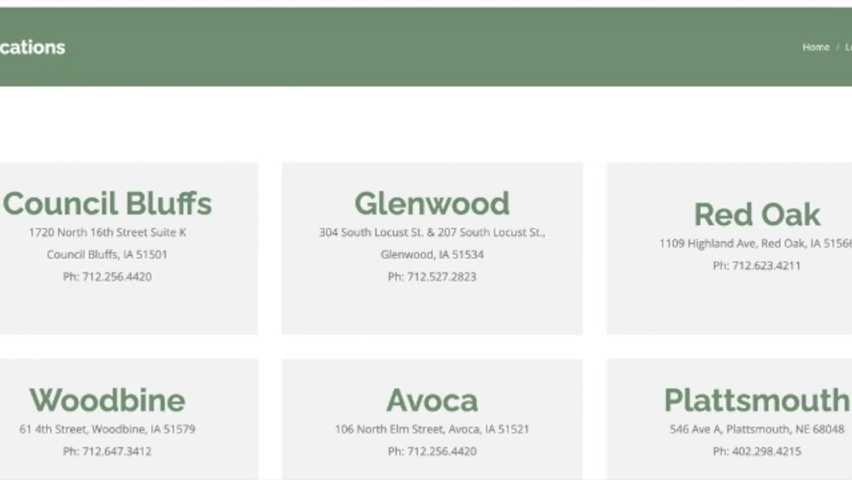 cations
Home /
Council Bluffs
1720 North 16th Street Suite K
Council Bluffs, IA 51501
Ph: 712.256.4420
Glenwood
304 South Locust St. & 207 South Locust St.,
Glenwood, IA 51534
Ph: 712.527.2823
Red Oak
1109 Highland Ave, Red Oak, IA 51566
Ph: 712.623.4211
Woodbine
61 4th Street, Woodbine, IA 51579
Ph: 712.647.3412
Avoca
106 North Elm Street, Avoca, IA 51521
Ph: 712.256.4420
Plattsmouth
546 Ave A, Plattsmouth, NE 68048
Ph: 402.298.4215